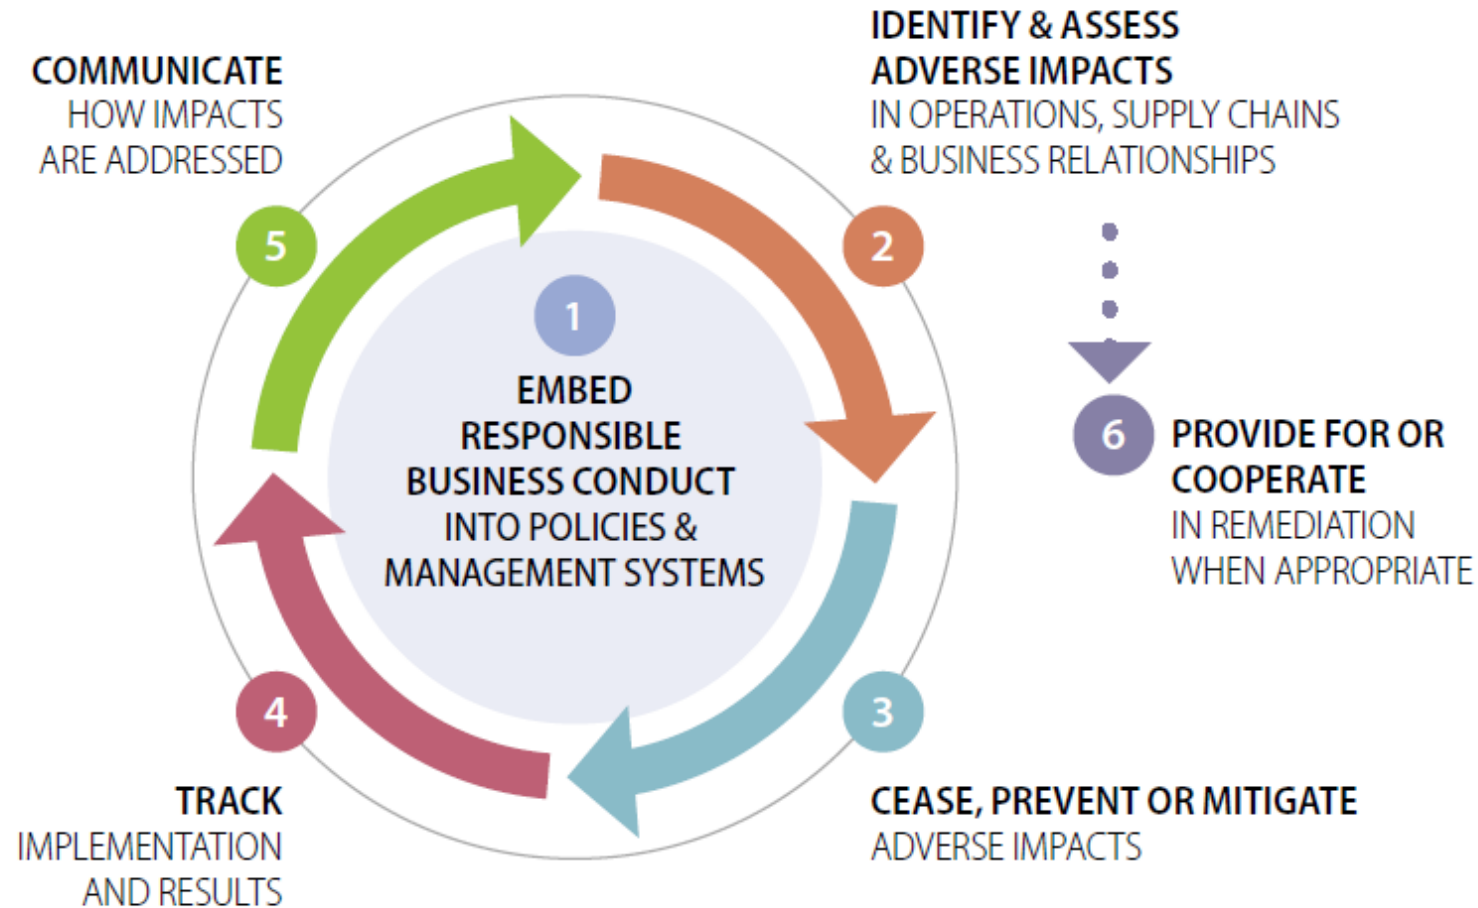 1
EMBED
RESPONSIBLE
BUSINESS CONDUCT
INTO POLICIES &
MANAGEMENT SYSTEMS
2
IDENTIFY & ASSESS
ADVERSE IMPACTS
IN OPERATIONS, SUPPLY CHAINS
& BUSINESS RELATIONSHIPS
3
CEASE, PREVENT OR MITIGATE
ADVERSE IMPACTS
4
TRACK
IMPLEMENTATION
AND RESULTS
5
COMMUNICATE
HOW IMPACTS
ARE ADDRESSED
6
PROVIDE FOR OR
COOPERATE
IN REMEDIATION
WHEN APPROPRIATE